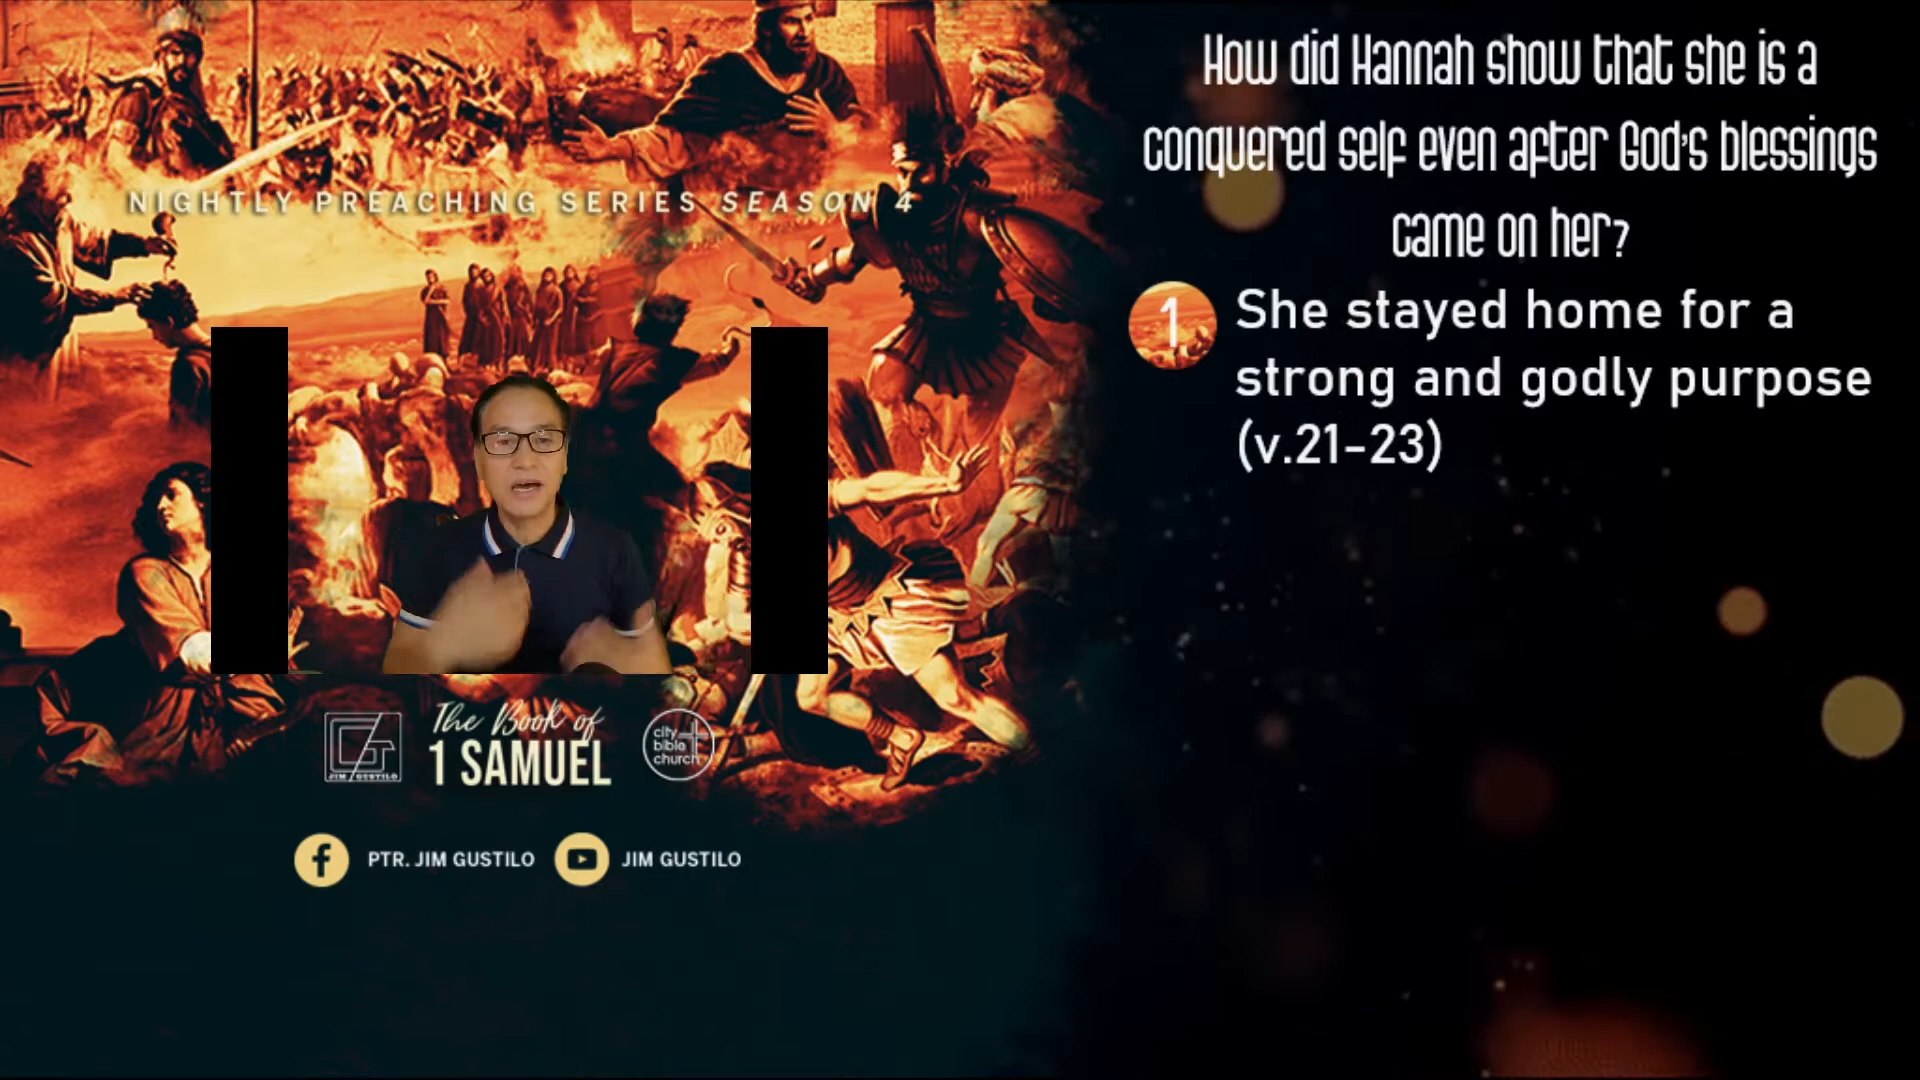 NIGHTLY PREACHING SERIES SEASON 4
The Book of
1 SAMUEL
JIM GUSTILO
city
bible
church
PTR. JIM GUSTILO
JIM GUSTILO
How did Hannah show that she is a
conquered self even after God's blessings
came on her?
1
She stayed home for a
strong and godly purpose
(v.21-23)